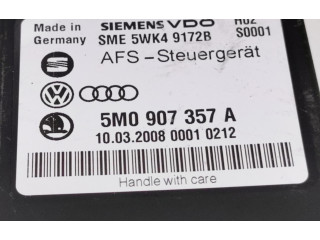 Made in
Germany
SIEMENS VDO
SME 5WK4 9172B
H02
S0001
AFS-Steuergerät
5M0 907 357 A
10.03.2008 0001 0212
Handle with care